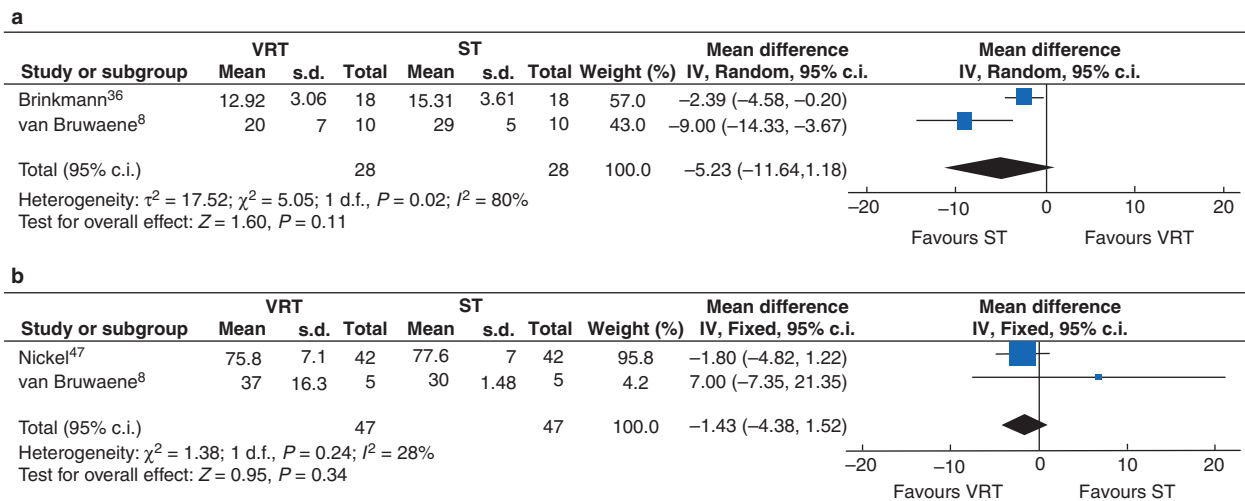 a
VRT ST Mean difference Mean difference
Study or subgroup Mean s.d. Total Mean s.d. Total Weight (%) IV, Random, 95% c.i. IV, Random, 95% c.i.
Brinkmann36 12.92 3.06 18 15.31 3.61 18 57.0 –2.39 (–4.58, –0.20)
van Bruwaene8 20 7 10 29 5 10 43.0 –9.00 (–14.33, –3.67)
Total (95% c.i.) 28 28 100.0 –5.23 (–11.64,1.18)
Heterogeneity: τ2 = 17.52; χ2 = 5.05; 1 d.f., P = 0.02; I2 = 80%
Test for overall effect: Z = 1.60, P = 0.11
–20 –10 0 10 20
Favours ST Favours VRT
b
VRT ST Mean difference Mean difference
Study or subgroup Mean s.d. Total Mean s.d. Total Weight (%) IV, Fixed, 95% c.i. IV, Fixed, 95% c.i.
Nickel47 75.8 7.1 42 77.6 7 42 95.8 –1.80 (–4.82, 1.22)
van Bruwaene8 37 16.3 5 30 1.48 5 4.2 7.00 (–7.35, 21.35)
Total (95% c.i.) 47 47 100.0 –1.43 (–4.38, 1.52)
Heterogeneity: χ2 = 1.38; 1 d.f., P = 0.24; I2 = 28%
Test for overall effect: Z = 0.95, P = 0.34
–20 –10 0 10 20
Favours VRT Favours ST